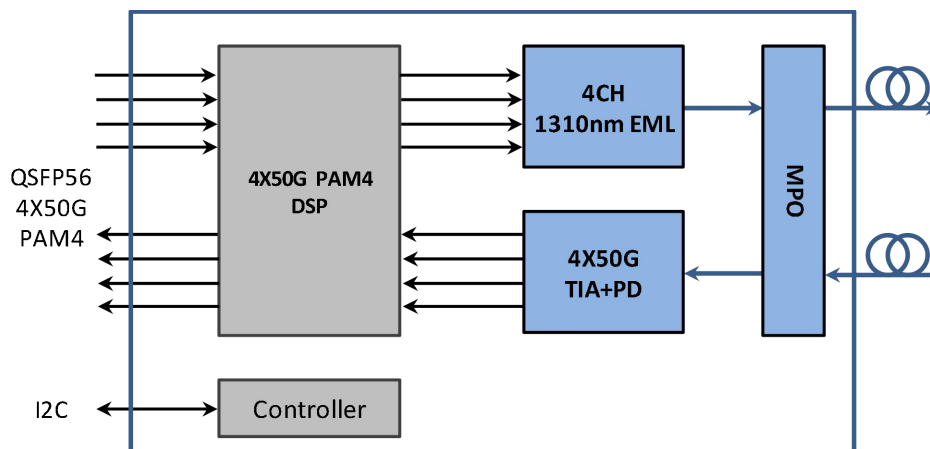 QSFP56
4X50G
PAM4
4X50G PAM4
DSP
4CH
1310nm EML
4X50G
TIA+PD
MPO
I2C
Controller